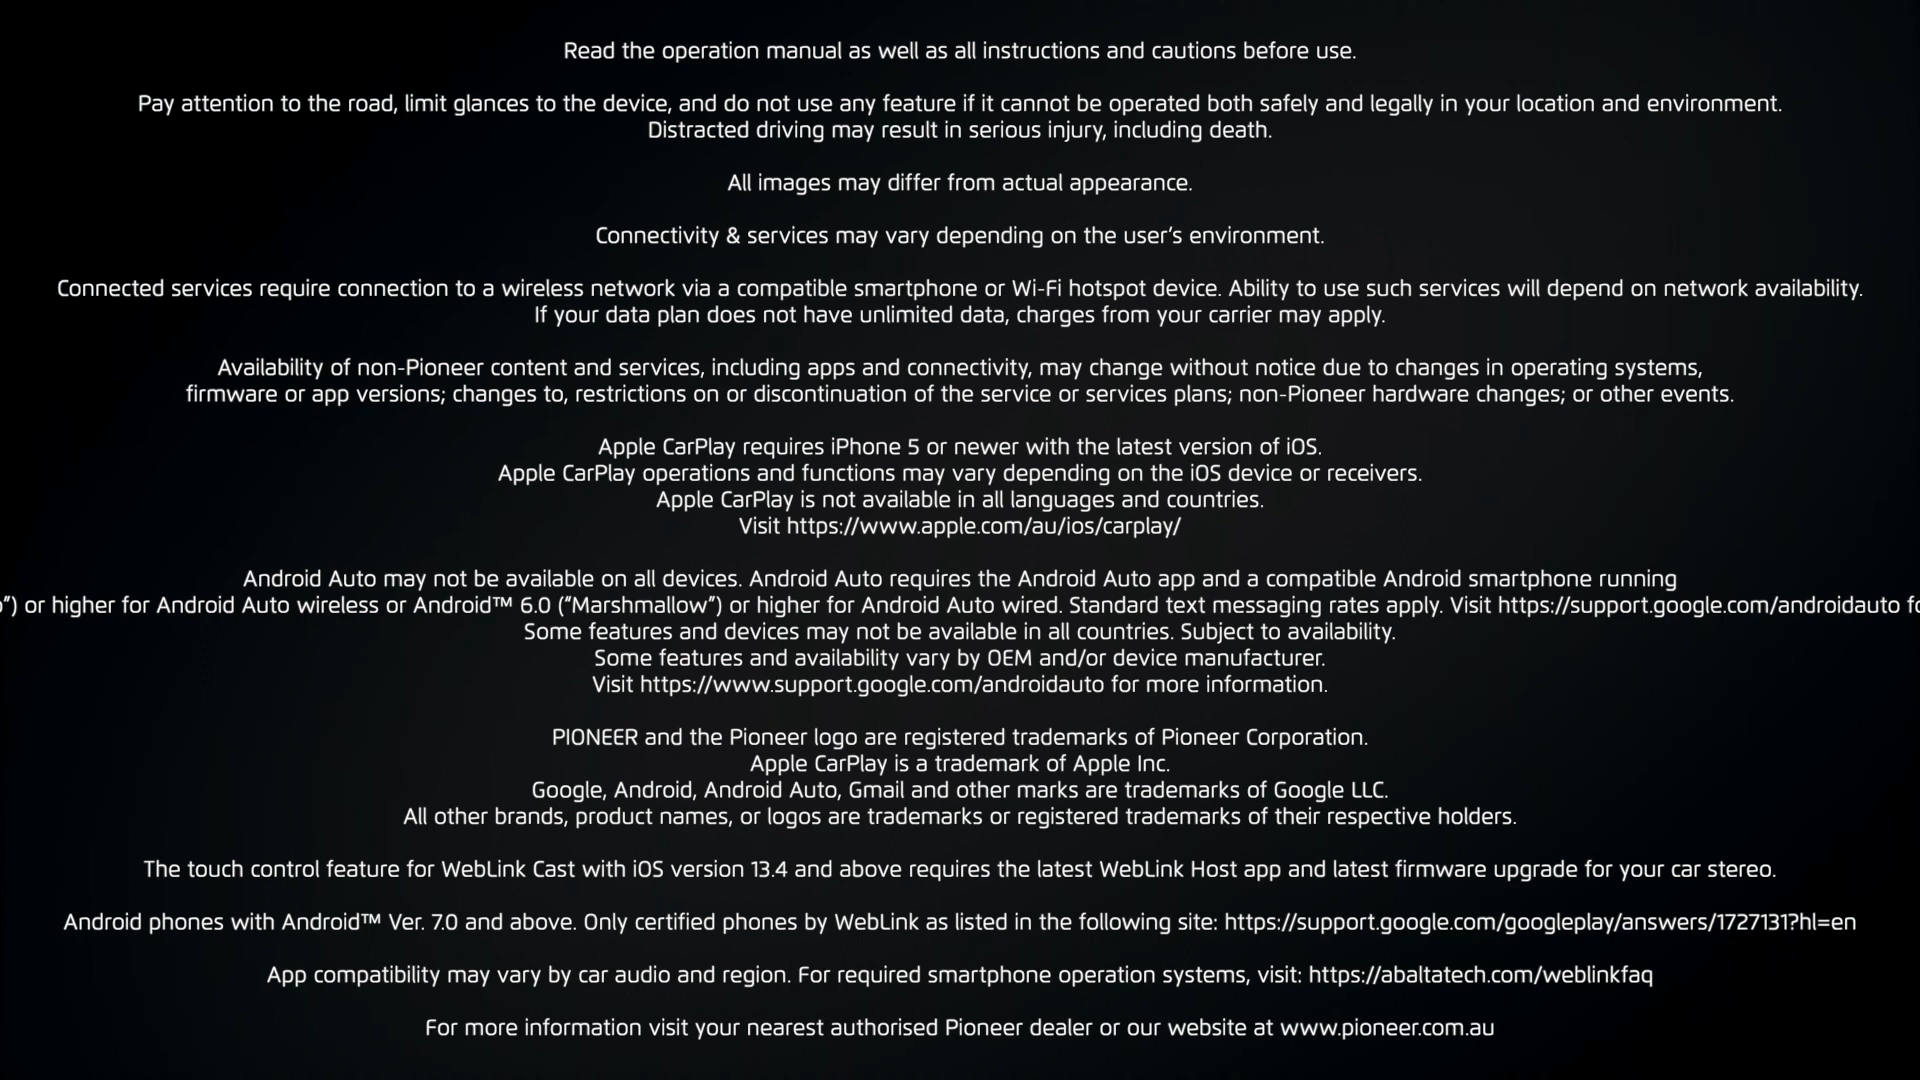 Read the operation manual as well as all instructions and cautions before use.
Pay attention to the road, limit glances to the device, and do not use any feature if it cannot be operated both safely and legally in your location and environment.
Distracted driving may result in serious injury, including death.
All images may differ from actual appearance.
Connectivity & services may vary depending on the user’s environment.
Connected services require connection to a wireless network via a compatible smartphone or Wi-Fi hotspot device. Ability to use such services will depend on network availability.
If your data plan does not have unlimited data, charges from your carrier may apply.
Availability of non-Pioneer content and services, including apps and connectivity, may change without notice due to changes in operating systems,
firmware or app versions; changes to, restrictions on or discontinuation of the service or services plans; non-Pioneer hardware changes; or other events.
Apple CarPlay requires iPhone 5 or newer with the latest version of iOS.
Apple CarPlay operations and functions may vary depending on the iOS device or receivers.
Apple CarPlay is not available in all languages and countries.
Visit https://www.apple.com/au/ios/carplay/
Android Auto may not be available on all devices. Android Auto requires the Android Auto app and a compatible Android smartphone running
”) or higher for Android Auto wireless or Android™ 6.0 (“Marshmallow”) or higher for Android Auto wired. Standard text messaging rates apply. Visit https://support.google.com/androidauto
Some features and devices may not be available in all countries. Subject to availability.
Some features and availability vary by OEM and/or device manufacturer.
Visit https://www.support.google.com/androidauto for more information.
PIONEER and the Pioneer logo are registered trademarks of Pioneer Corporation.
Apple CarPlay is a trademark of Apple Inc.
Google, Android, Android Auto, Gmail and other marks are trademarks of Google LLC.
All other brands, product names, or logos are trademarks or registered trademarks of their respective holders.
The touch control feature for WebLink Cast with iOS version 13.4 and above requires the latest WebLink Host app and latest firmware upgrade for your car stereo.
Android phones with Android™ Ver. 7.0 and above. Only certified phones by WebLink as listed in the following site: https://support.google.com/googleplay/answers/1727131?hl=en
App compatibility may vary by car audio and region. For required smartphone operation systems, visit: https://abaltatech.com/weblinkfaq
For more information visit your nearest authorised Pioneer dealer or our website at www.pioneer.com.au